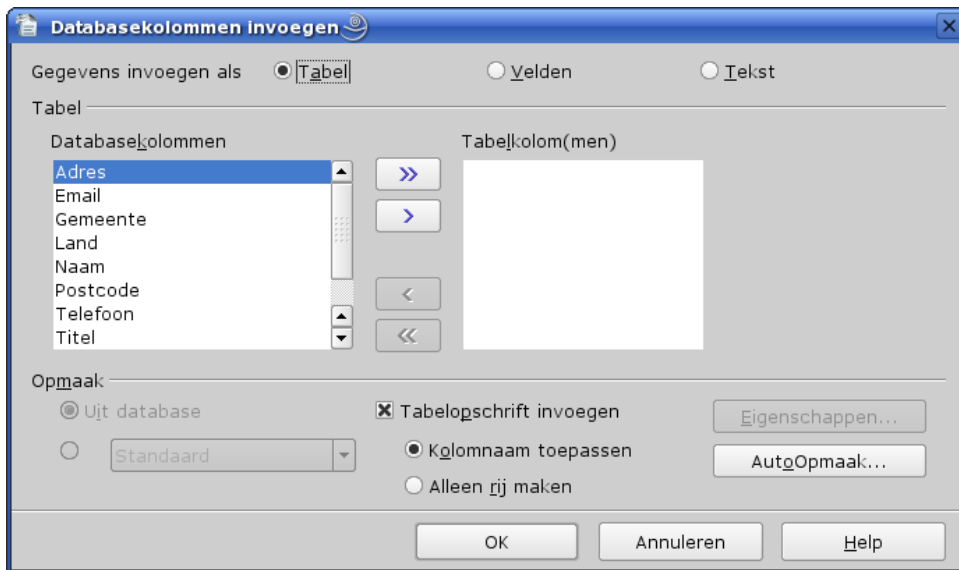 Databasekolommen invoegen
Gegevens invoegen als Tabel Velden Tekst
Tabel
Databasekolommen Tabelkolom(men)
Adres
Email
Gemeente
Land
Naam
Postcode
Telefoon
Titel
Opmaak
Uit database
Standaard
Tabelopschrift invoegen
Kolomnaam toepassen
Alleen rij maken
Eigenschappen...
AutoOpmaak...
OK Annuleren Help